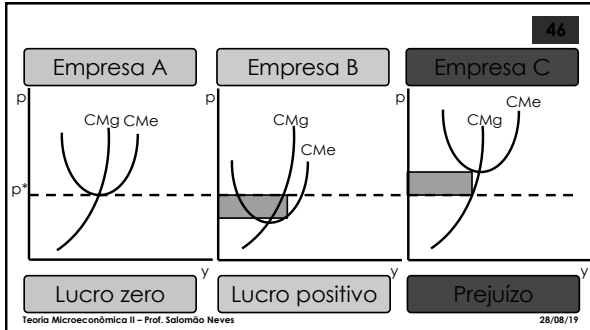 46
Empresa A
Empresa B
Empresa C
p
CMg CMe
p*
y
p
CMg
CMe
y
p
CMe
CMg
y
Lucro zero
Lucro positivo
Prejuízo
Teoria Microeconômica II – Prof. Salomão Neves
28/08/19